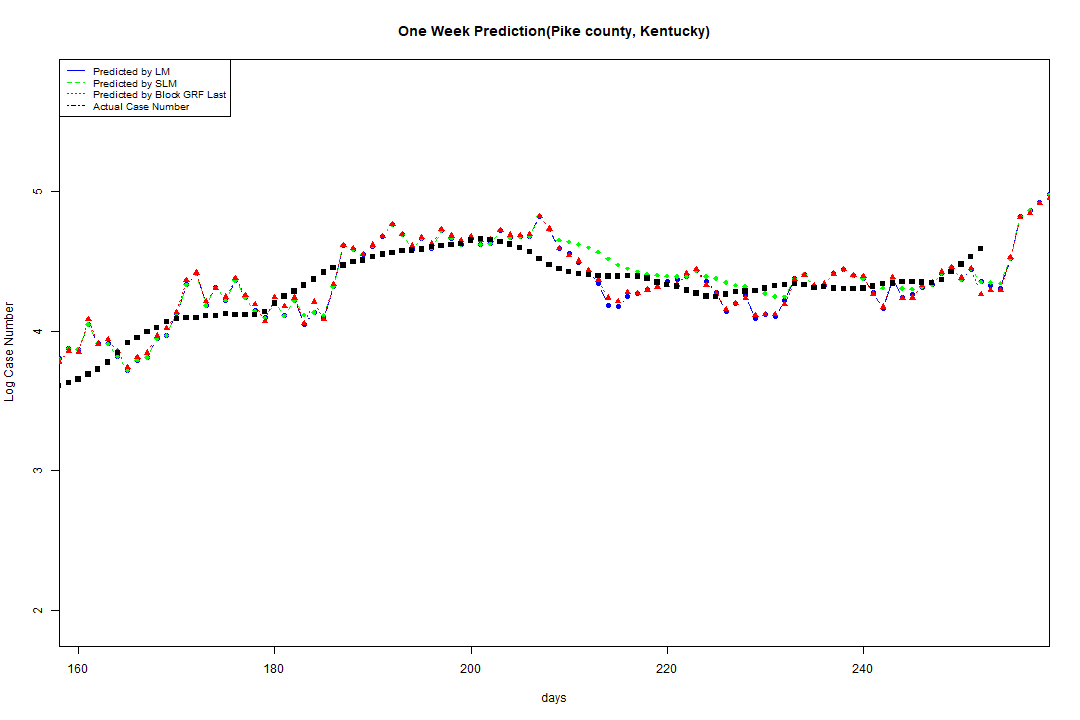 One Week Prediction(Pike county, Kentucky)
Predicted by LM
Predicted by SLM
Predicted by Block GRF Last
Actual Case Number
5
4
3
2
Log Case Number
160 180 200 220 240
days